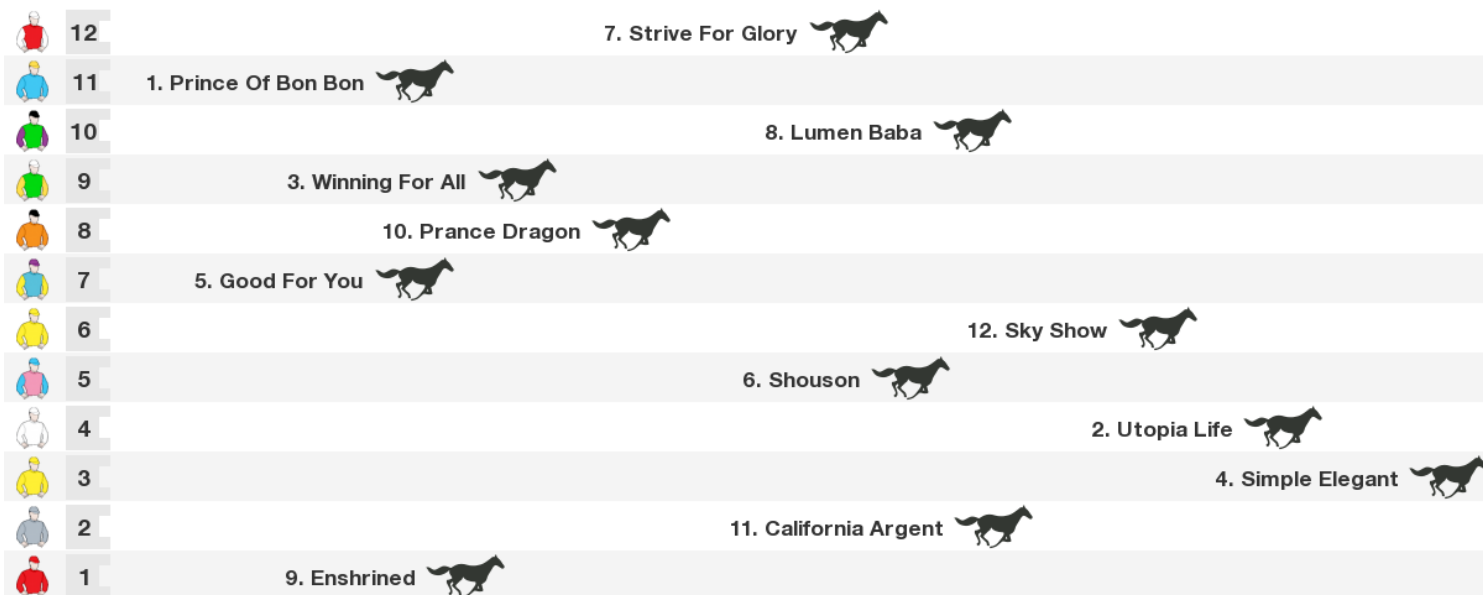 12 7. Strive For Glory
11 1. Prince Of Bon Bon
10 8. Lumen Baba
9 3. Winning For All
8 10. Prance Dragon
7 5. Good For You
6 12. Sky Show
5 6. Shouson
4 2. Utopia Life
3 4. Simple Elegant
2 11. California Argent
1 9. Enshrined